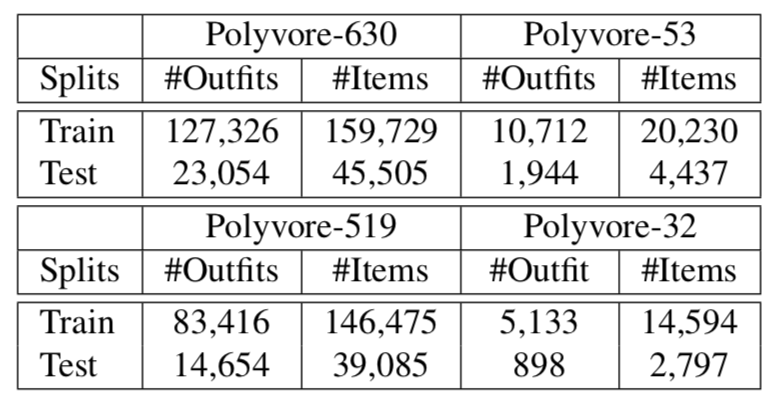 Polyvore-630 Polyvore-53
Splits #Outfits #Items #Outfits #Items
Train 127,326 159,729 10,712 20,230
Test 23,054 45,505 1,944 4,437
Polyvore-519 Polyvore-32
Splits #Outfits #Items #Outfit #Items
Train 83,416 146,475 5,133 14,594
Test 14,654 39,085 898 2,797